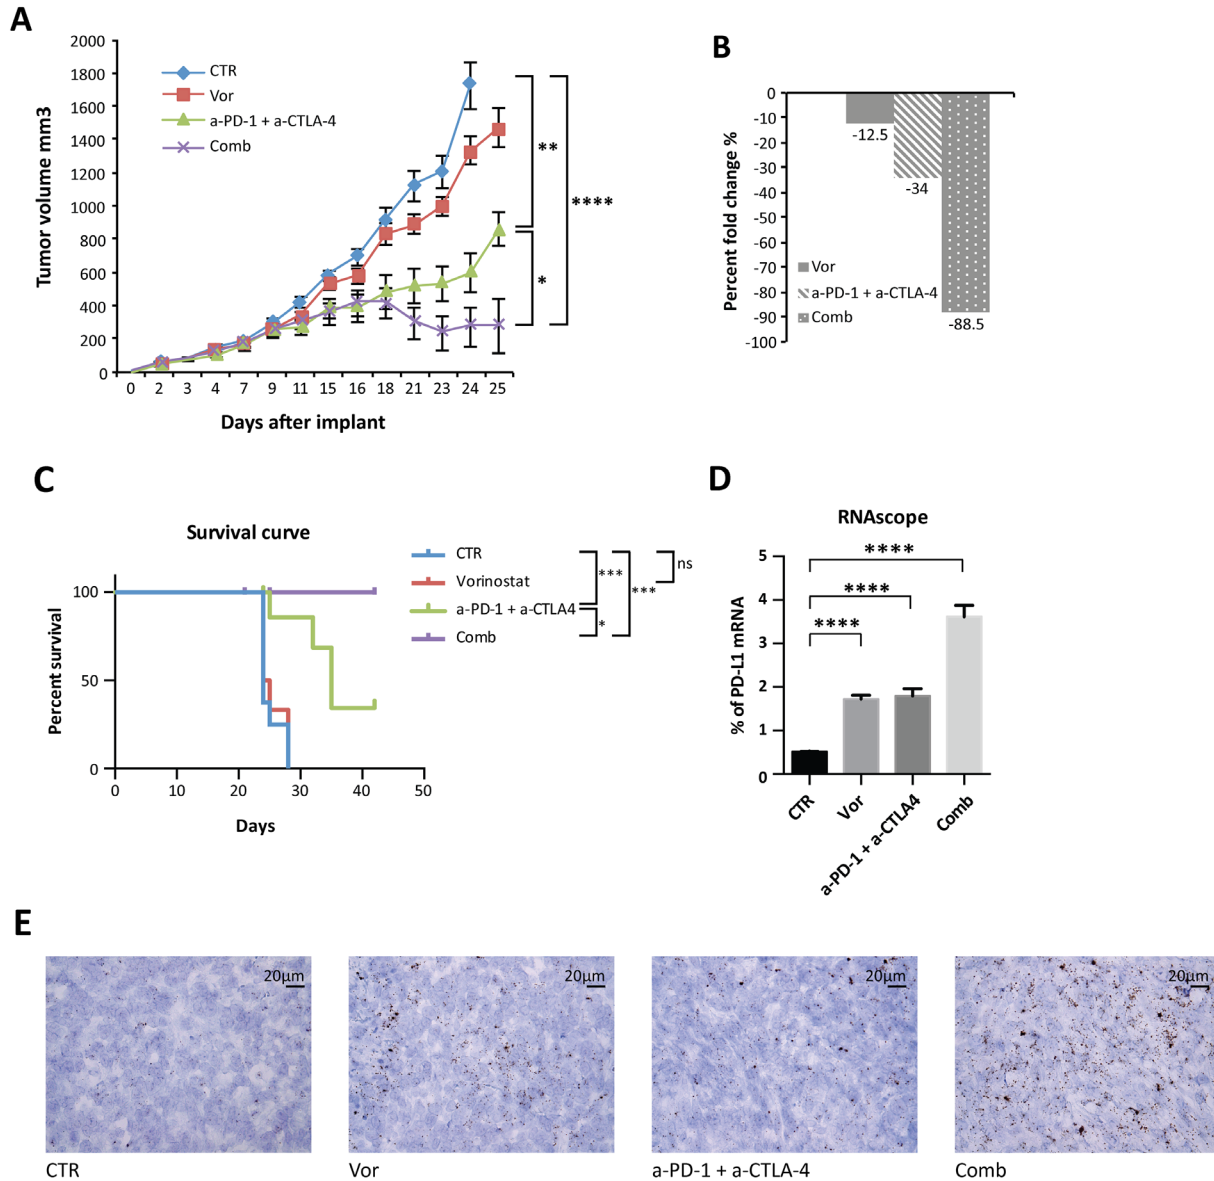 A
Tumor volume mm3
2000
1800
1600
1400
1200
1000
800
600
400
200
0
0 2 3 4 7 9 11 15 16 18 21 23 24 25
Days after implant
CTR
Vor
a-PD-1 + a-CTLA-4
Comb
**
****
*
B
Percent fold change %
0
-10
-20
-30
-40
-50
-60
-70
-80
-90
-100
-12.5
-34
-88.5
Vor
a-PD-1 + a-CTLA-4
Comb
C
Survival curve
Percent survival
100
50
0
0 10 20 30 40 50
Days
CTR
Vorinostat
a-PD-1 + a-CTLA4
Comb
***
*
***
ns
D
RNAscope
% of PD-L1 mRNA
5
4
3
2
1
0
****
****
****
CTR
Vor
a-PD-1 + a-CTLA4
Comb
E
20µm
20µm
20µm
20µm
CTR
Vor
a-PD-1 + a-CTLA-4
Comb